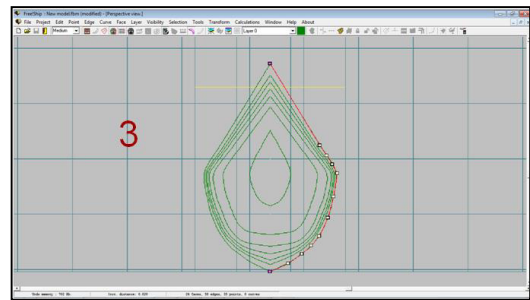 FreeShip : New model.fbm (modified) - [Perspective view.]
File Project Edit Point Edge Curve Face Layer Visibility Selection Tools Transform Calculations Window Help About
Medium Layer 0
3